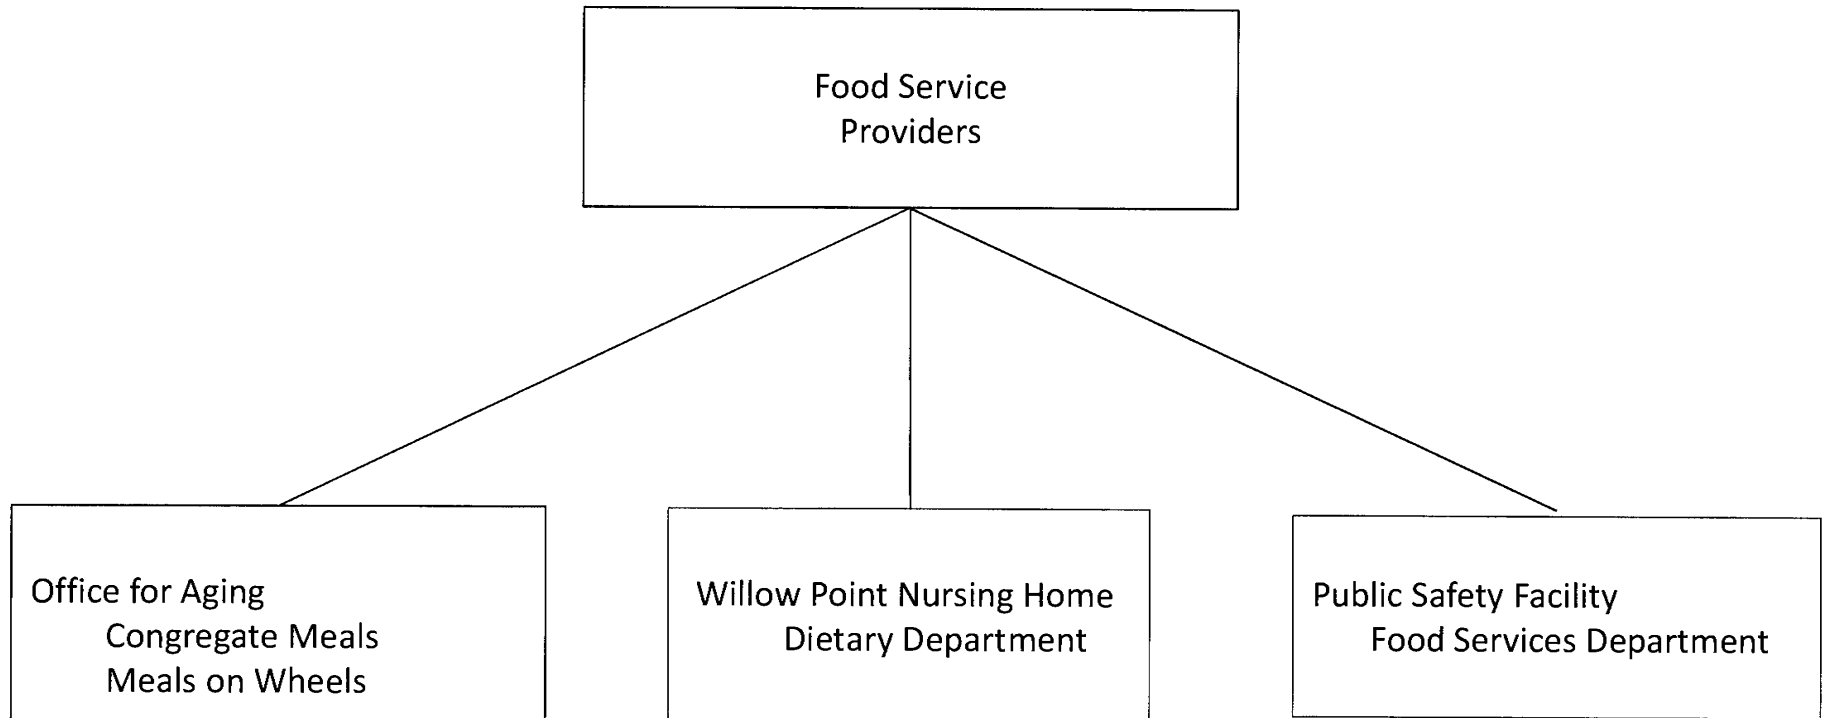 Food Service
Providers
Office for Aging
Congregate Meals
Meals on Wheels
Willow Point Nursing Home
Dietary Department
Public Safety Facility
Food Services Department